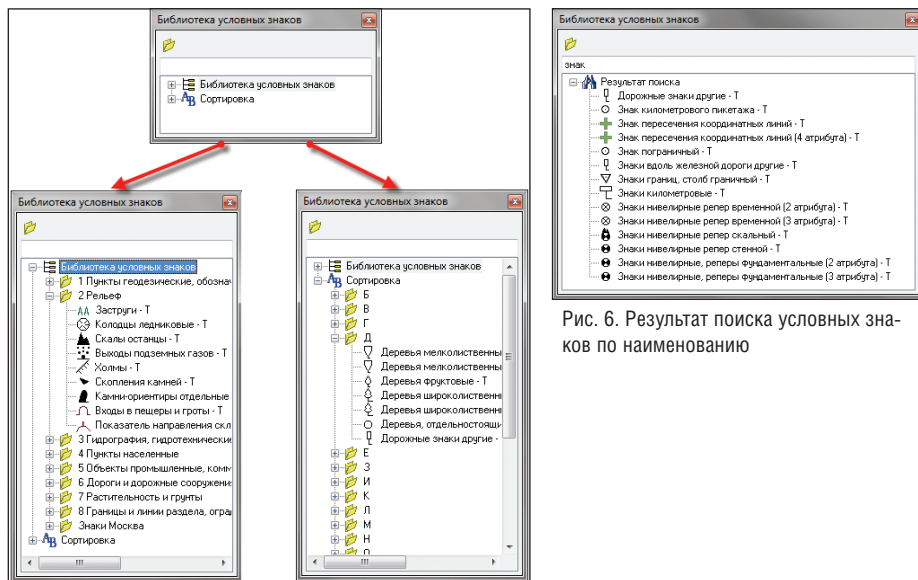 Библиотека условных знаков
Библиотека условных знаков
Сортировка
Библиотека условных знаков
Библиотека условных знаков
1 Пункты геодезические,
2 Рельеф
Заструги - Т
Колодцы ледниковые - Т
Скалы останцы - Т
Выходы подземных газов - Т
Холмы - Т
Скопления камней - Т
Камни-ориентиры отдельные
Входы в пещеры и гроты - Т
Показатель направления скл
3 Гидрография, гидротехнически
4 Пункты населенные
5 Объекты промышленные, комм
6 Дороги и дорожные сооружени
7 Растительность и грунты
8 Границы и линии раздела, огра
Знаки Москва
Сортировка
Библиотека условных знаков
Библиотека условных знаков
Сортировка
Б
В
Г
Д
Деревья мелколиственны
Деревья мелколиственны
Деревья фруктовые - Т
Деревья широколиственн
Деревья широколиственн
Деревья, отдельностоящи
Дорожные знаки другие -
Е
З
И
К
Л
М
Н
Библиотека условных знаков
знак
Результат поиска
Дорожные знаки другие - Т
Знак километрового пикетажа - Т
Знак пересечения координатных линий - Т
Знак пересечения координатных линий (4 атрибута) - Т
Знак пограничный - Т
Знаки вдоль железной дороги другие - Т
Знаки границ, столб граничный - Т
Знаки километровые - Т
Знаки нивелирные репер временной (2 атрибута) - Т
Знаки нивелирные репер временной (3 атрибута) - Т
Знаки нивелирные репер скальный - Т
Знаки нивелирные репер стенной - Т
Знаки нивелирные, реперы фундаментальные (2 атрибута) - Т
Знаки нивелирные, реперы фундаментальные (3 атрибута) - Т
Рис. 6. Результат поиска условных зна-
ков по наименованию